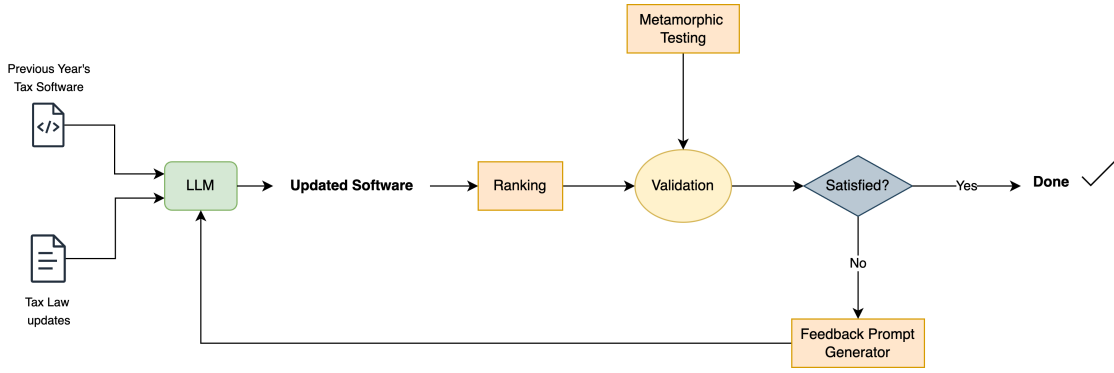 Metamorphic
Testing
Previous Year's
Tax Software
</>
LLM
Updated Software
Ranking
Validation
Satisfied?
Yes
Done
No
Tax Law
updates
Feedback Prompt
Generator